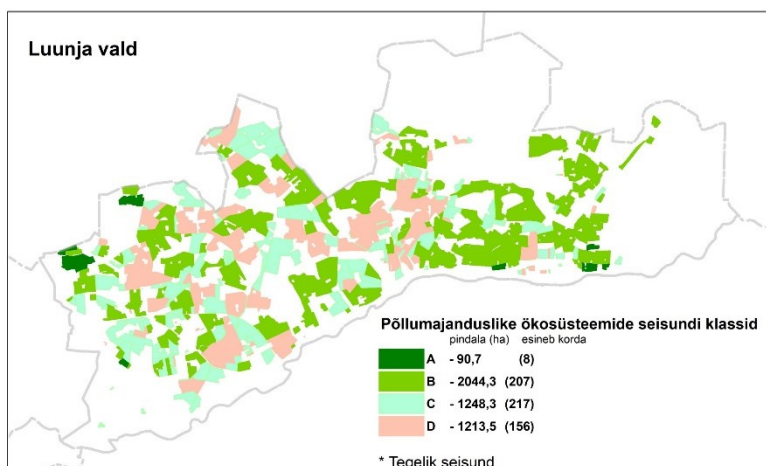 Luunja vald
Põllumajanduslike ökosüsteemide seisundi klassid
pindala (ha) esineb korda
A - 90,7 (8)
B - 2044,3 (207)
C - 1248,3 (217)
D - 1213,5 (156)
* Tegelik seisund